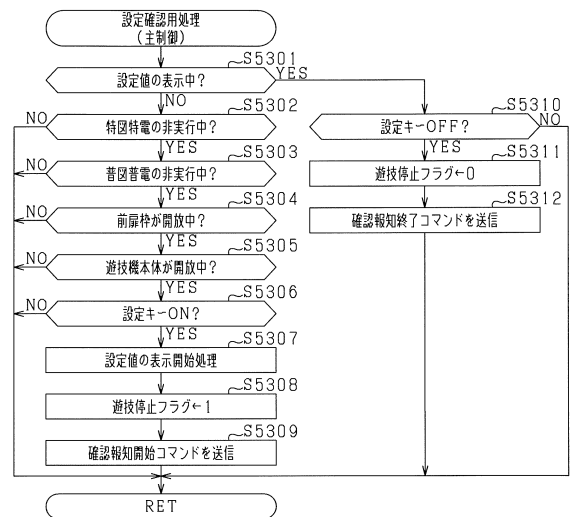 設定確認用処理
(主制御)
S5301
設定値の表示中?
YES
NO
S5302
特図特電の非実行中?
NO
YES
S5303
普図普電の非実行中?
NO
YES
S5304
前扉枠が開放中?
NO
YES
S5305
遊技機本体が開放中?
NO
YES
S5306
設定キーON?
NO
YES
S5307
設定値の表示開始処理
S5308
遊技停止フラグ←1
S5309
確認報知開始コマンドを送信
S5310
設定キーOFF?
NO
YES
S5311
遊技停止フラグ←0
S5312
確認報知終了コマンドを送信
RET